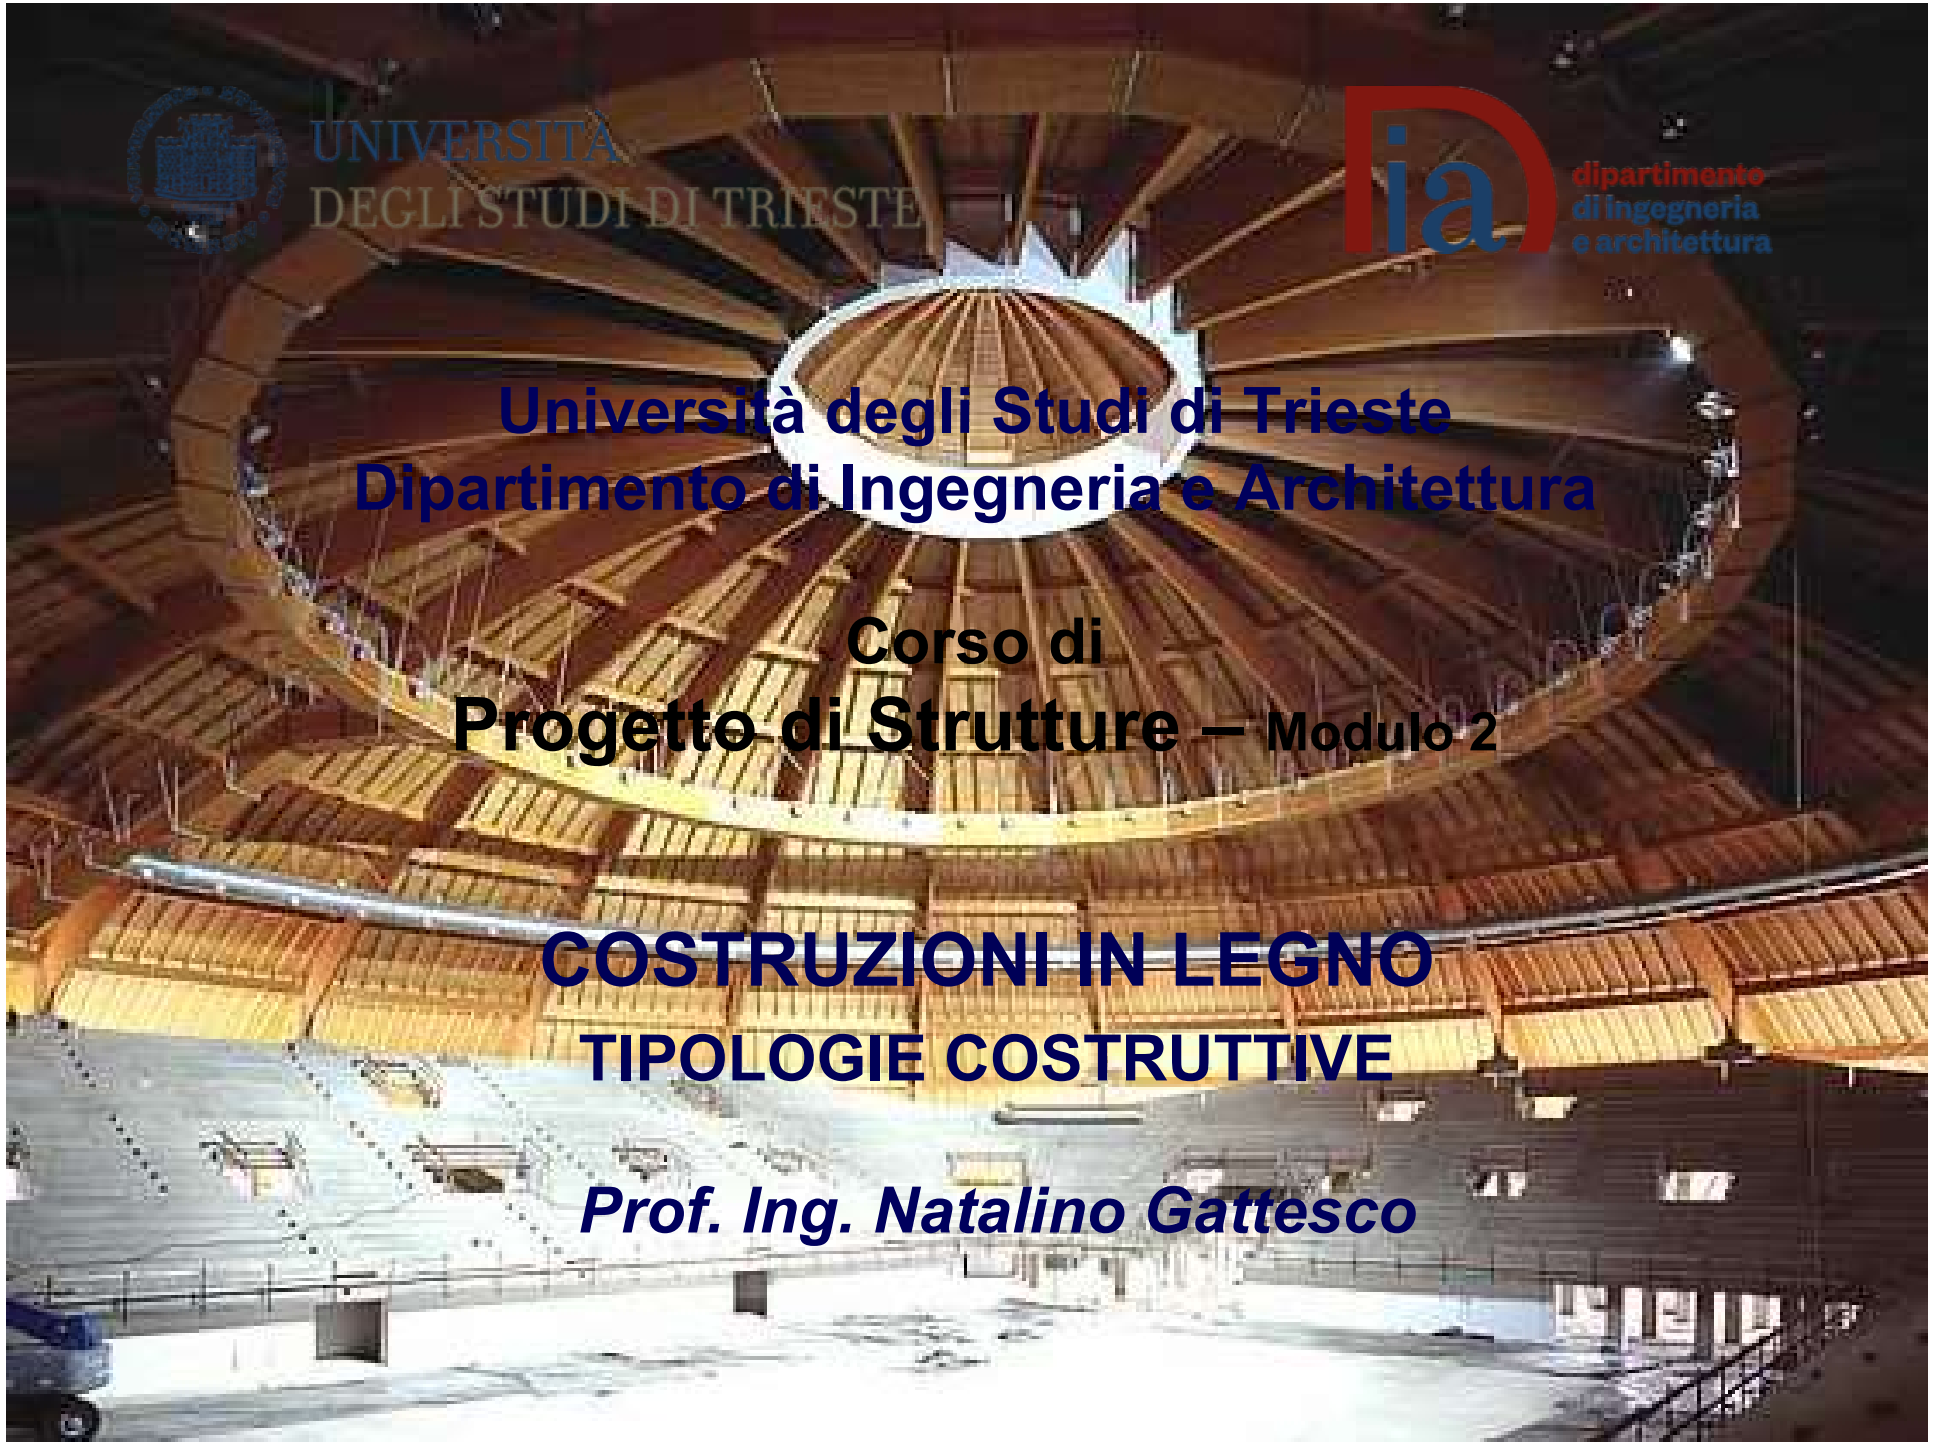 UNIVERSITÀ
DEGLI STUDI DI TRIESTE
dia
dipartimento
di ingegneria
e architettura
Università degli Studi di Trieste
Dipartimento di Ingegneria e Architettura
Corso di
Progetto di Strutture – Modulo 2
COSTRUZIONI IN LEGNO
TIPOLOGIE COSTRUTTIVE
Prof. Ing. Natalino Gattesco